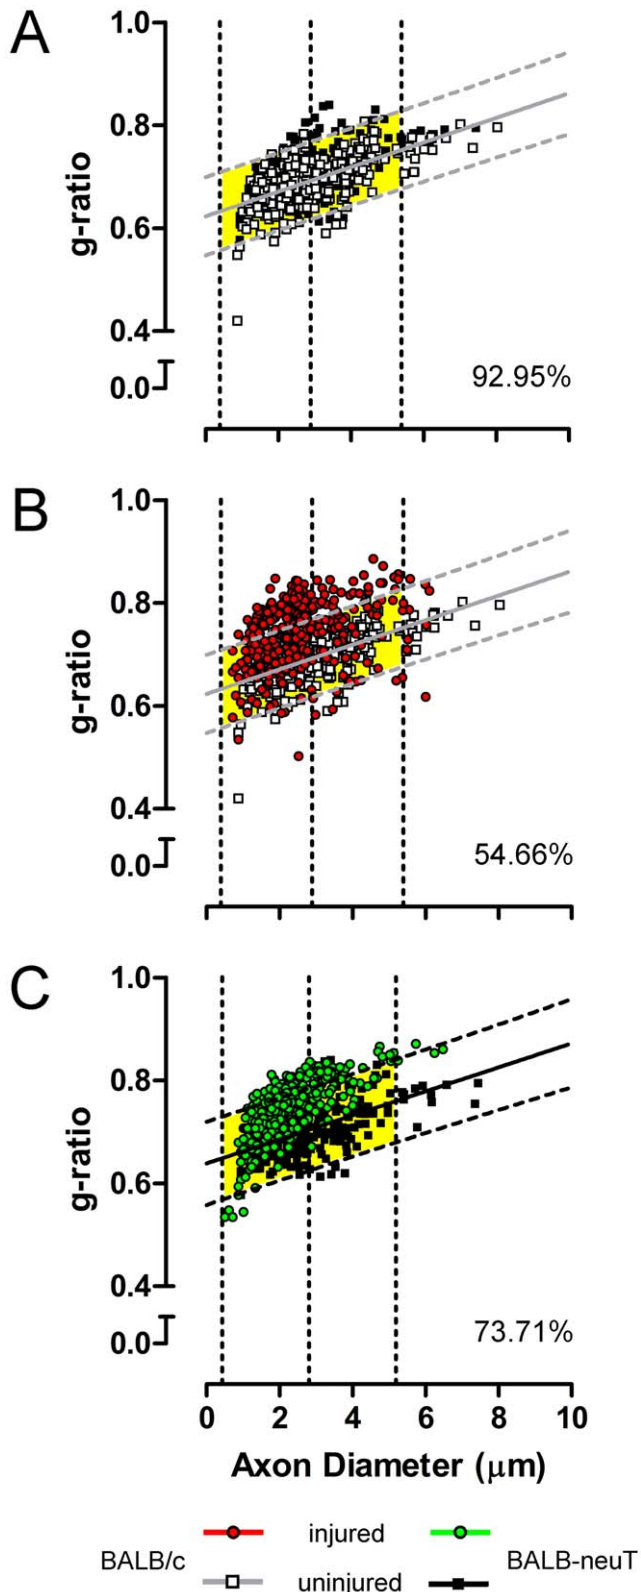 A
1.0
0.8
0.6
0.4
0.0
g-ratio
92.95%
B
1.0
0.8
0.6
0.4
0.0
g-ratio
54.66%
C
1.0
0.8
0.6
0.4
0.0
g-ratio
73.71%
0 2 4 6 8 10
Axon Diameter (μm)
injured
BALB/c BALB-neuT
uninjured